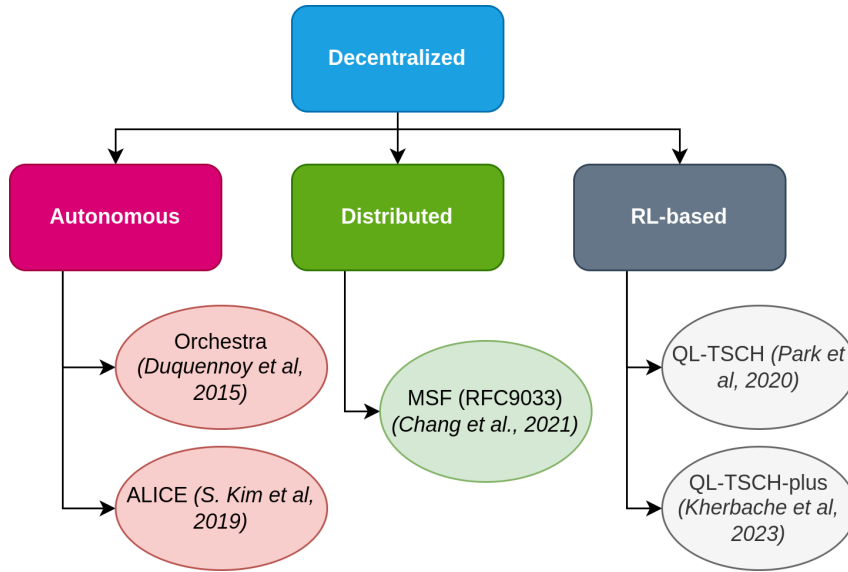 Decentralized
Autonomous
Distributed
RL-based
Orchestra
(Duquennoy et al,
2015)
MSF (RFC9033)
(Chang et al., 2021)
QL-TSCH (Park et
al, 2020)
ALICE (S. Kim et al,
2019)
QL-TSCH-plus
(Kherbache et al,
2023)